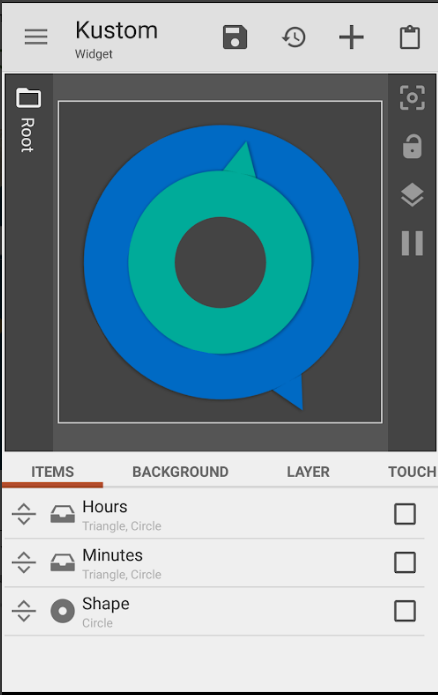 Kustom
Widget
Root
ITEMS BACKGROUND LAYER TOUCH
Hours
Triangle, Circle
Minutes
Triangle, Circle
Shape
Circle